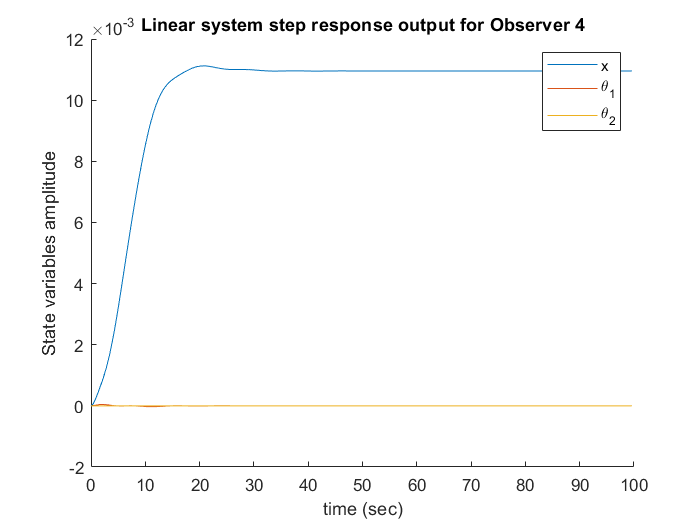 ×10⁻³ Linear system step response output for Observer 4
12
10
8
6
4
2
0
-2
State variables amplitude
x
θ₁
θ₂
0 10 20 30 40 50 60 70 80 90 100
time (sec)